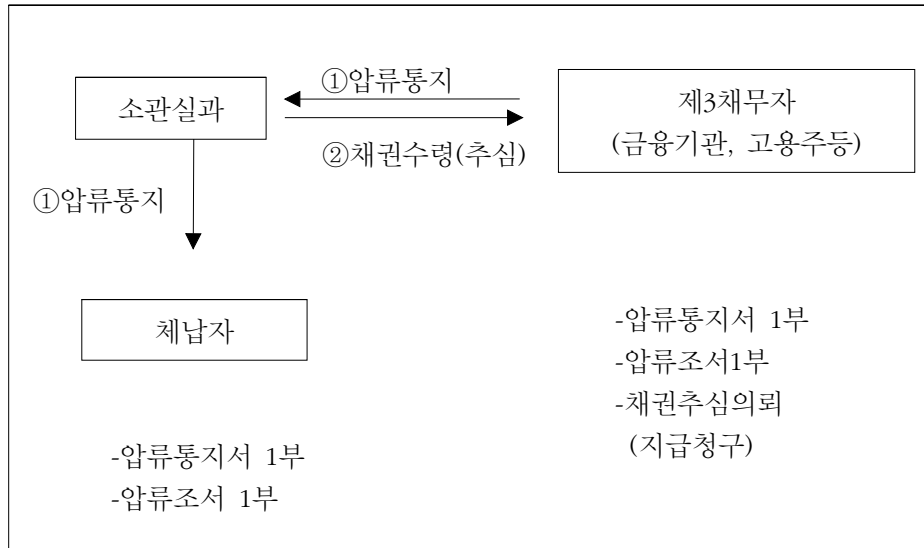 ①압류통지
소관실과
제3채무자
(금융기관, 고용주등)
②채권수령(추심)
①압류통지
체납자
-압류통지서 1부
-압류조서1부
-채권추심의뢰
(지급청구)
-압류통지서 1부
-압류조서 1부